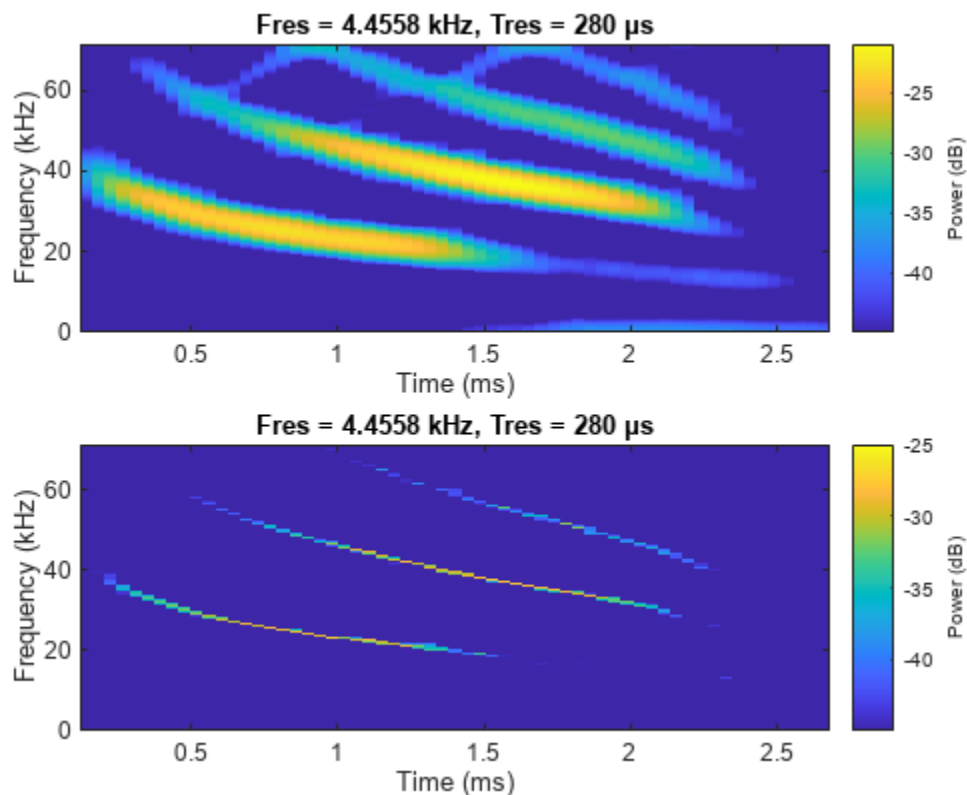 Fres = 4.4558 kHz, Tres = 280 µs
60
40
20
0
Frequency (kHz)
0.5 1 1.5 2 2.5
Time (ms)
-25
-30
-35
-40
Power (dB)
Fres = 4.4558 kHz, Tres = 280 µs
60
40
20
0
Frequency (kHz)
0.5 1 1.5 2 2.5
Time (ms)
-25
-30
-35
-40
Power (dB)